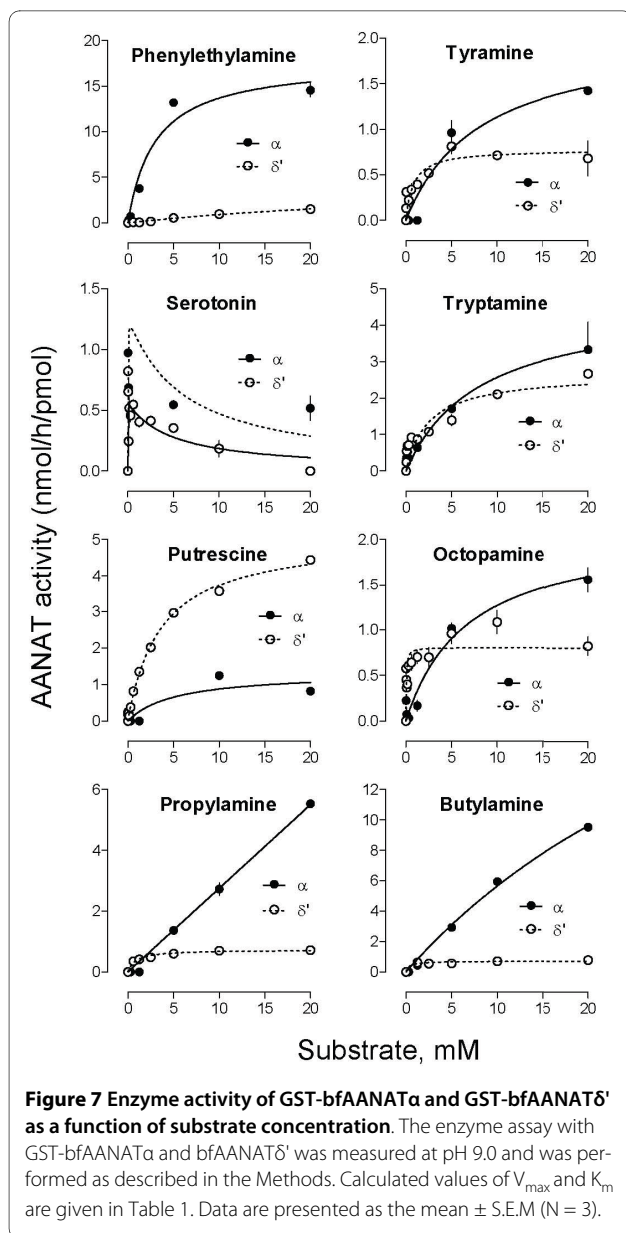 Phenylethylamine
20
15
10
5
0
0 5 10 15 20
α
δ'
Tyramine
2.0
1.5
1.0
0.5
0.0
0 5 10 15 20
α
δ'
Serotonin
1.5
1.0
0.5
0.0
0 5 10 15 20
α
δ'
Tryptamine
5
4
3
2
1
0
0 5 10 15 20
α
δ'
Putrescine
5
4
3
2
1
0
0 5 10 15 20
α
δ'
Octopamine
2.0
1.5
1.0
0.5
0.0
0 5 10 15 20
α
δ'
Propylamine
6
4
2
0
0 5 10 15 20
α
δ'
Butylamine
12
10
8
6
4
2
0
0 5 10 15 20
α
δ'
AANAT activity (nmol/h/pmol)
Substrate, mM
Figure 7 Enzyme activity of GST-bfAANATα and GST-bfAANATδ'
as a function of substrate concentration. The enzyme assay with
GST-bfAANATα and bfAANATδ' was measured at pH 9.0 and was per-
formed as described in the Methods. Calculated values of Vmax and Km
are given in Table 1. Data are presented as the mean ± S.E.M (N = 3).